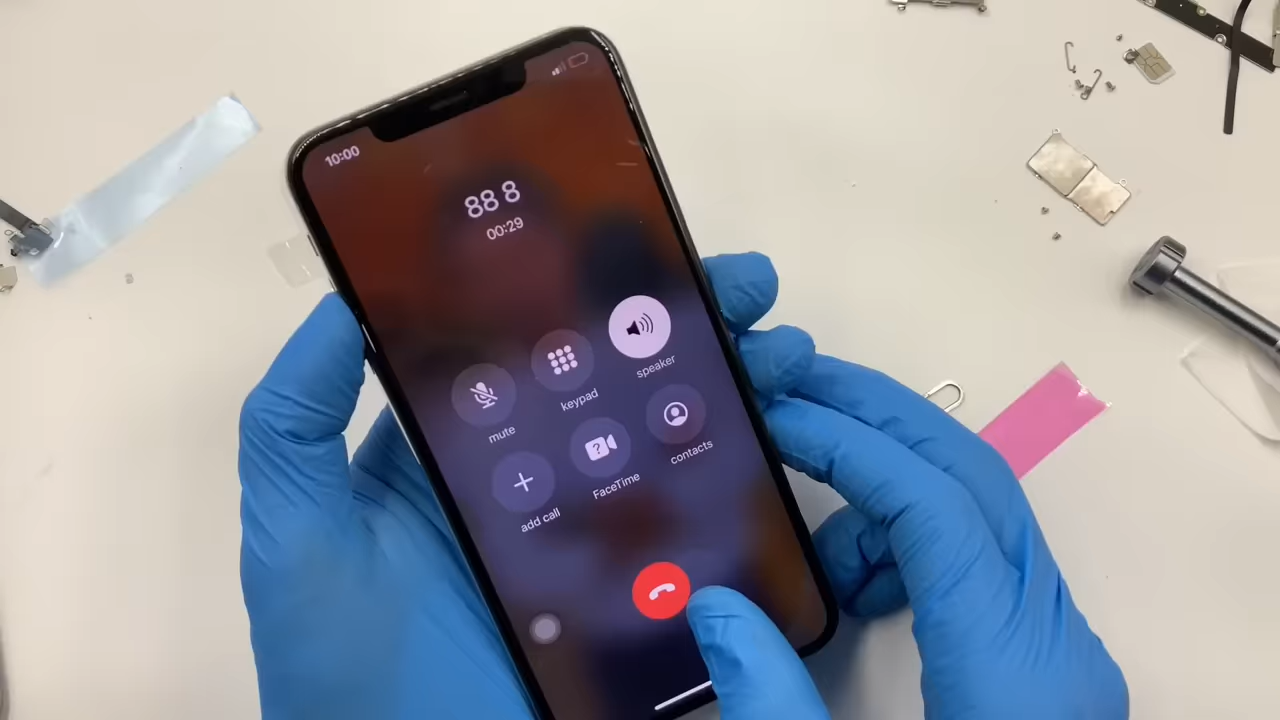 10:00
88 8
00:29
mute
keypad
speaker
add call
FaceTime
contacts